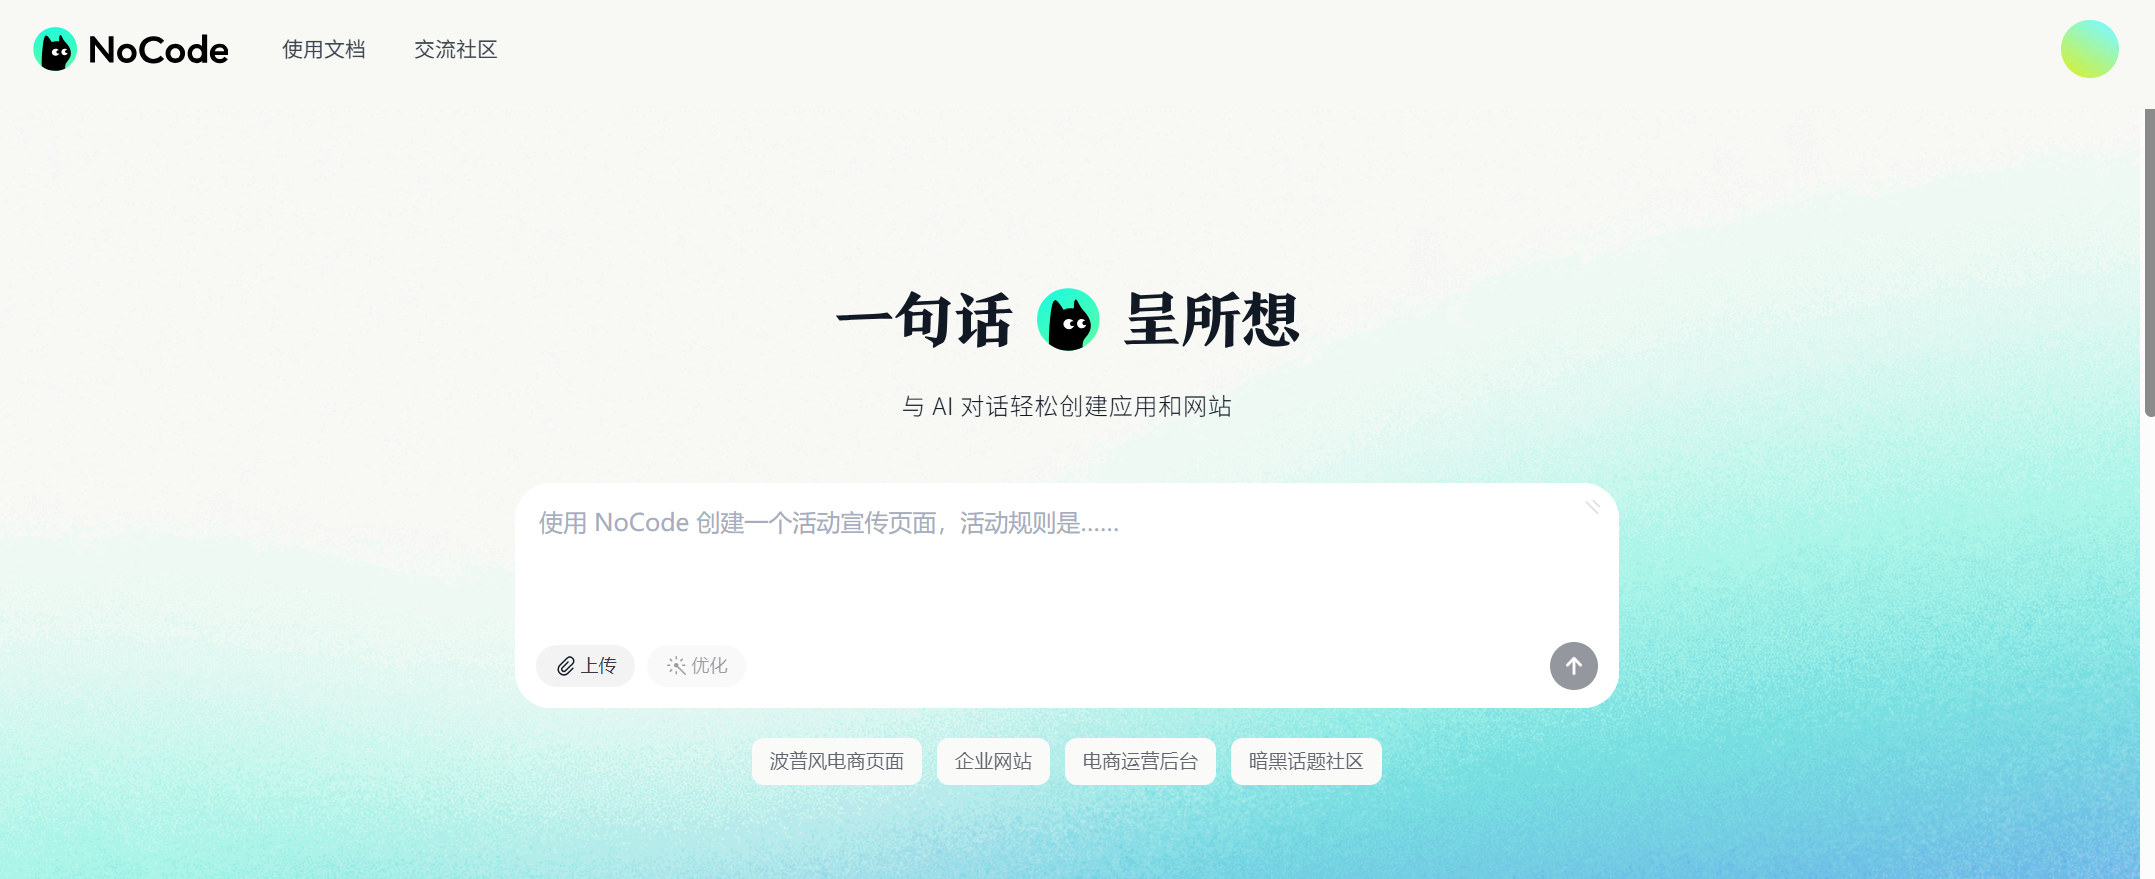 NoCode 使用文档 交流社区
一句话 呈所想
与 AI 对话轻松创建应用和网站
使用 NoCode 创建一个活动宣传页面，活动规则是......
上传 优化
波普风电商页面 企业网站 电商运营后台 暗黑话题社区